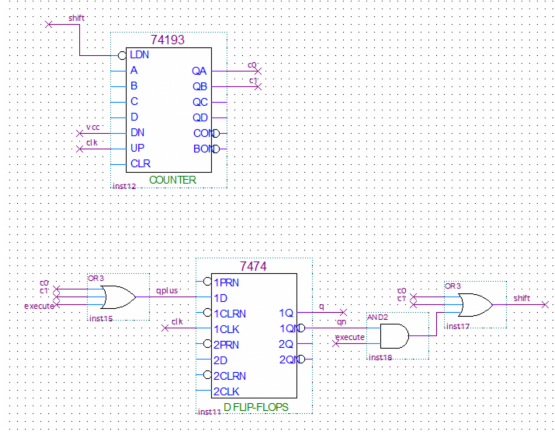 shift
74193
LDN
A QA c0
B QB c1
C QC
D QD
vcc DN CON
clk UP BON
CLR
COUNTER
inst12
7474
OR3
c0
c1
execute
qplus
inst15
1PRN
1D
1CLRN 1Q q
clk 1CLK 1QN qn
2PRN 2Q
2D 2QN
2CLRN
2CLK
D FLIP-FLOPS
inst11
AND2
execute
inst16
OR3
c0
c1
shift
inst17